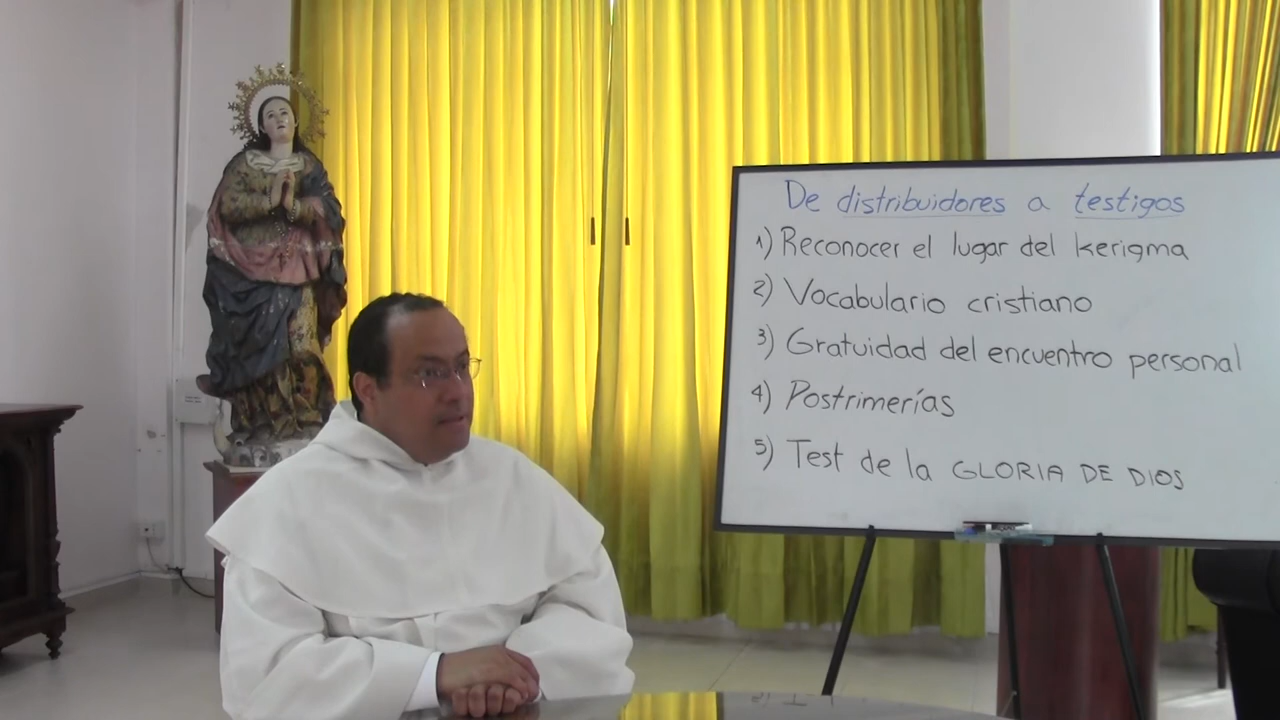 De distribuidores a testigos
1) Reconocer el lugar del kerigma
2) Vocabulario cristiano
3) Gratuidad del encuentro personal
4) Postrimerías
5) Test de la GLORIA DE DIOS